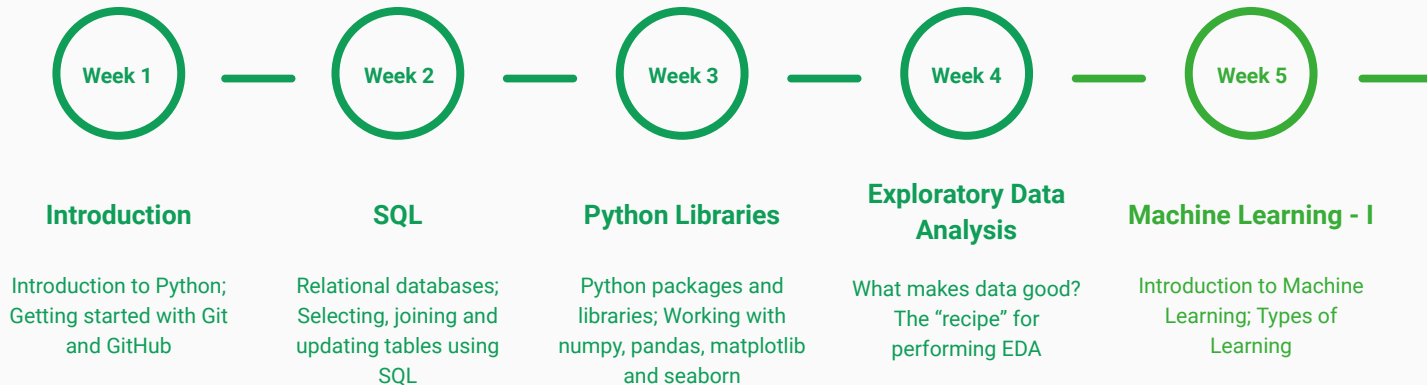 Week 1
Week 2
Week 3
Week 4
Week 5
Introduction
SQL
Python Libraries
Exploratory Data
Analysis
Machine Learning - I
Introduction to Python;
Getting started with Git
and GitHub
Relational databases;
Selecting, joining and
updating tables using
SQL
Python packages and
libraries; Working with
numpy, pandas, matplotlib
and seaborn
What makes data good?
The “recipe” for
performing EDA
Introduction to Machine
Learning; Types of
Learning